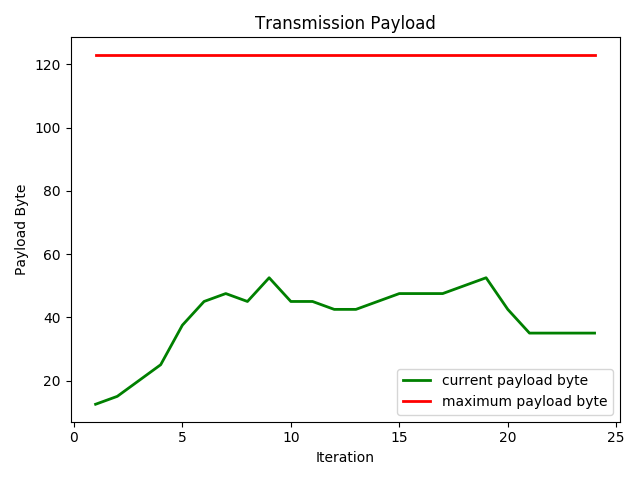 Transmission Payload
Payload Byte
120
100
80
60
40
20
0
5
10
15
20
25
Iteration
current payload byte
maximum payload byte